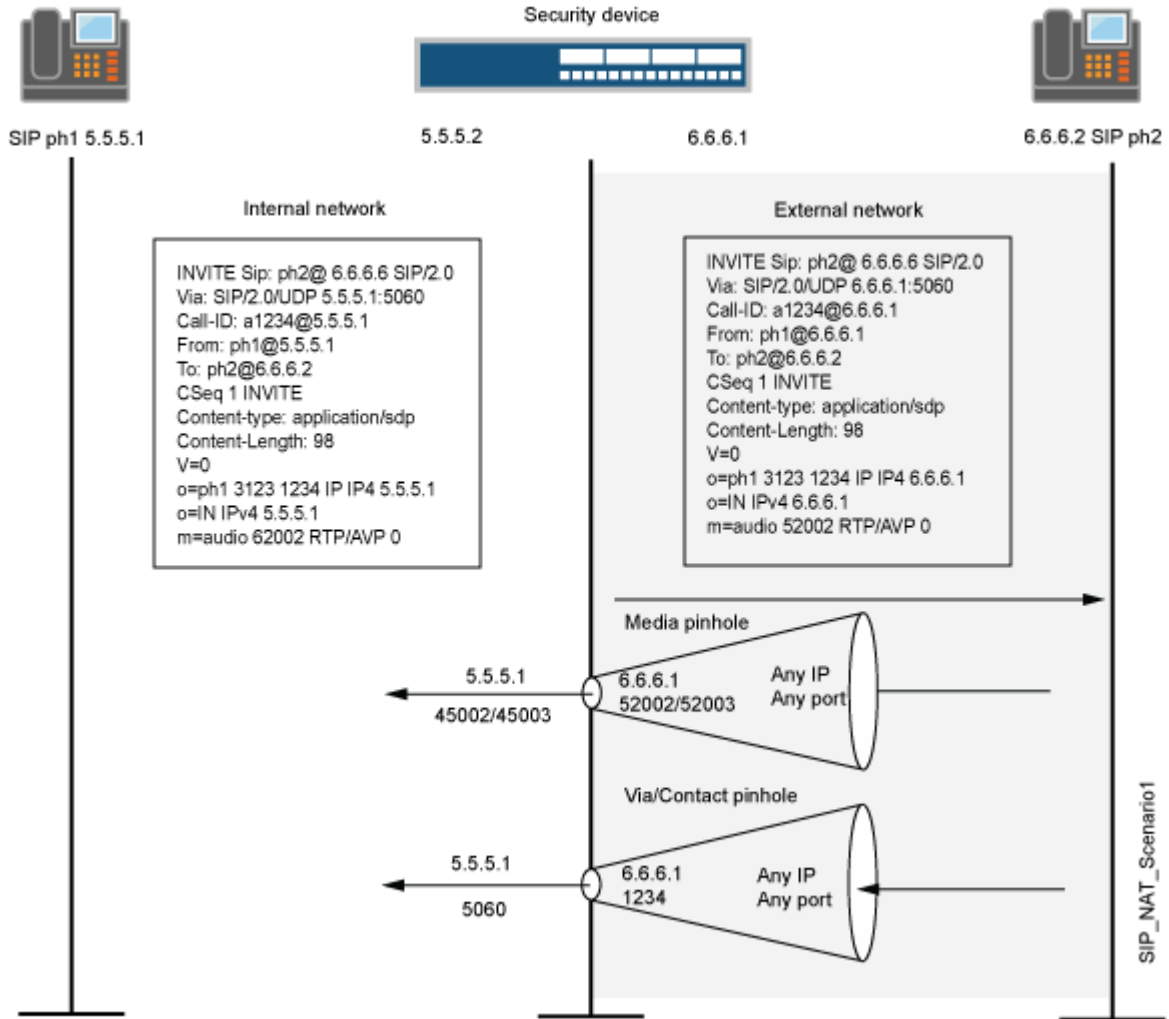 Security device
SIP ph1 5.5.5.1
5.5.5.2
6.6.6.1
6.6.6.2 SIP ph2
Internal network
INVITE Sip: ph2@ 6.6.6.6 SIP/2.0
Via: SIP/2.0/UDP 5.5.5.1:5060
Call-ID: a1234@5.5.5.1
From: ph1@5.5.5.1
To: ph2@6.6.6.2
CSeq 1 INVITE
Content-type: application/sdp
Content-Length: 98
V=0
o=ph1 3123 1234 IP IP4 5.5.5.1
o=IN IPv4 5.5.5.1
m=audio 62002 RTP/AVP 0
External network
INVITE Sip: ph2@ 6.6.6.6 SIP/2.0
Via: SIP/2.0/UDP 6.6.6.1:5060
Call-ID: a1234@6.6.6.1
From: ph1@6.6.6.1
To: ph2@6.6.6.2
CSeq 1 INVITE
Content-type: application/sdp
Content-Length: 98
V=0
o=ph1 3123 1234 IP IP4 6.6.6.1
o=IN IPv4 6.6.6.1
m=audio 52002 RTP/AVP 0
Media pinhole
5.5.5.1
45002/45003
6.6.6.1
52002/52003
Any IP
Any port
Via/Contact pinhole
5.5.5.1
5060
6.6.6.1
1234
Any IP
Any port
SIP_NAT_Scenario1